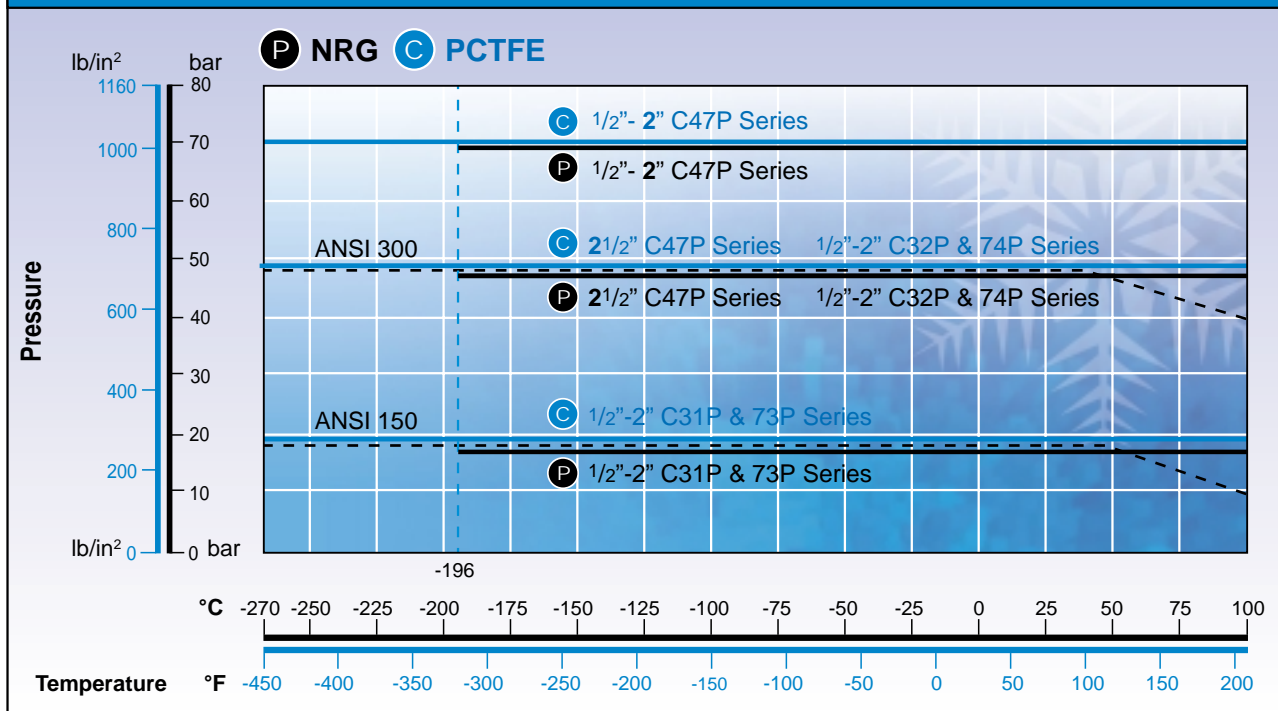 lb/in² bar
P NRG C PCTFE
1160
1000
800
600
400
200
0
lb/in²
80
70
60
50
40
30
20
10
0 bar
Pressure
C 1/2”- 2” C47P Series
P 1/2”- 2” C47P Series
ANSI 300
C 21/2” C47P Series 1/2”-2” C32P & 74P Series
P 21/2” C47P Series 1/2”-2” C32P & 74P Series
ANSI 150
C 1/2”-2” C31P & 73P Series
P 1/2”-2” C31P & 73P Series
-196
°C -270 -250 -225 -200 -175 -150 -125 -100 -75 -50 -25 0 25 50 75 100
Temperature °F -450 -400 -350 -300 -250 -200 -150 -100 -50 0 50 100 150 200